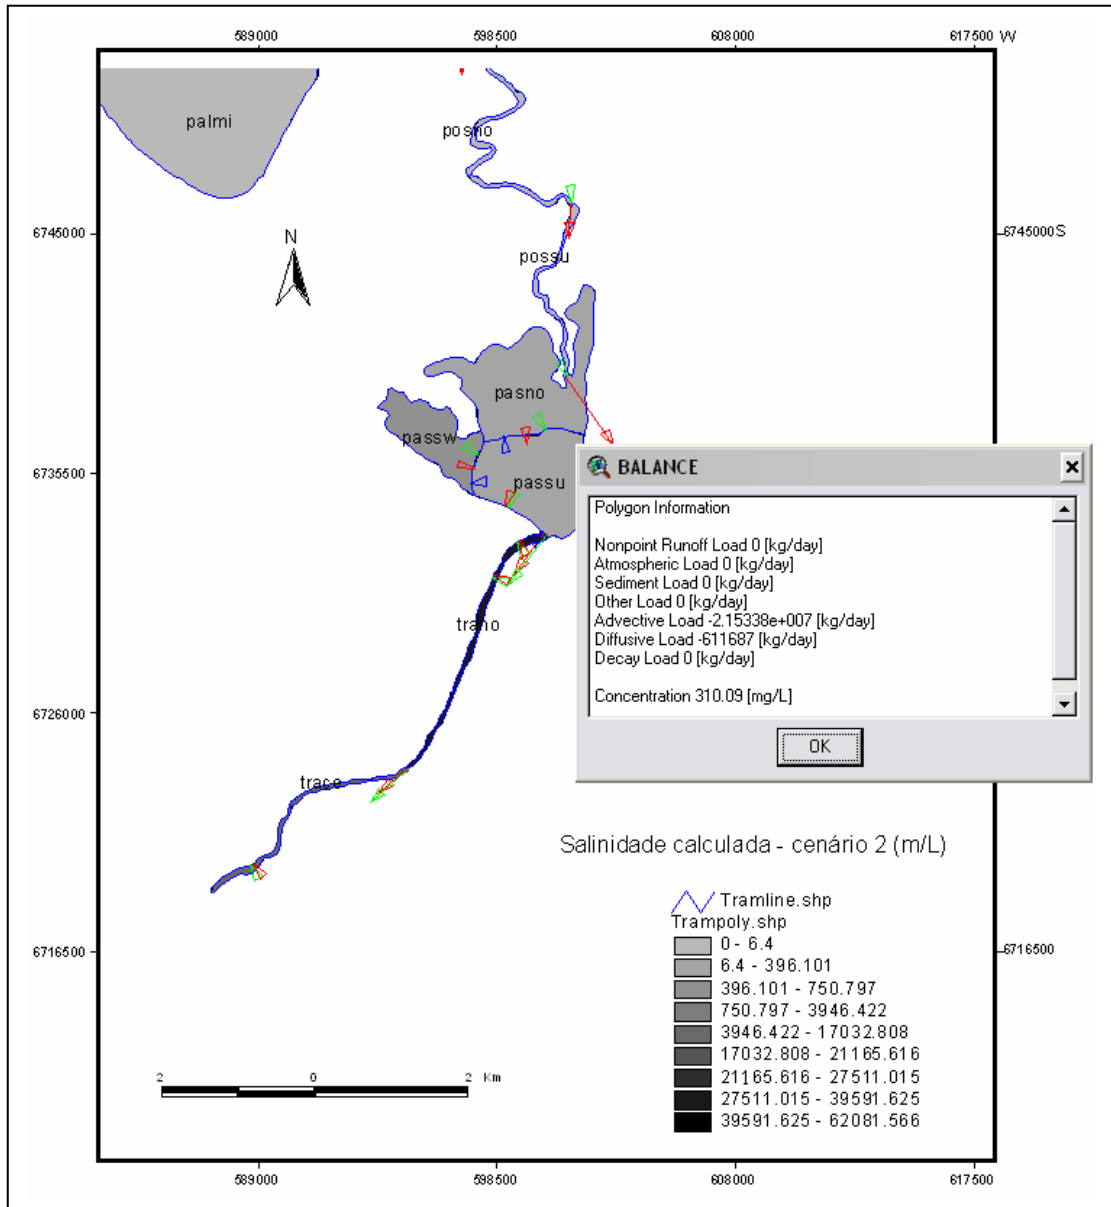 589000 598500 608000 617500 W
palmi
posno
6745000 6745000S
N
possu
pasno
passw
6735500
passu
BALANCE
Polygon Information
Nonpoint Runoff Load 0 [kg/day]
Atmospheric Load 0 [kg/day]
Sediment Load 0 [kg/day]
Other Load 0 [kg/day]
Advective Load -2.15338e+007 [kg/day]
Diffusive Load -611687 [kg/day]
Decay Load 0 [kg/day]
Concentration 310.09 [mg/L]
OK
trano
6726000
trace
Salinidade calculada - cenário 2 (m/L)
Tramline.shp
Trampoly.shp
0 - 6.4
6.4 - 396.101
396.101 - 750.797
750.797 - 3946.422
3946.422 - 17032.808
17032.808 - 21165.616
21165.616 - 27511.015
27511.015 - 39591.625
39591.625 - 62081.566
6716500 6716500
2 0 2 Km
589000 598500 608000 617500